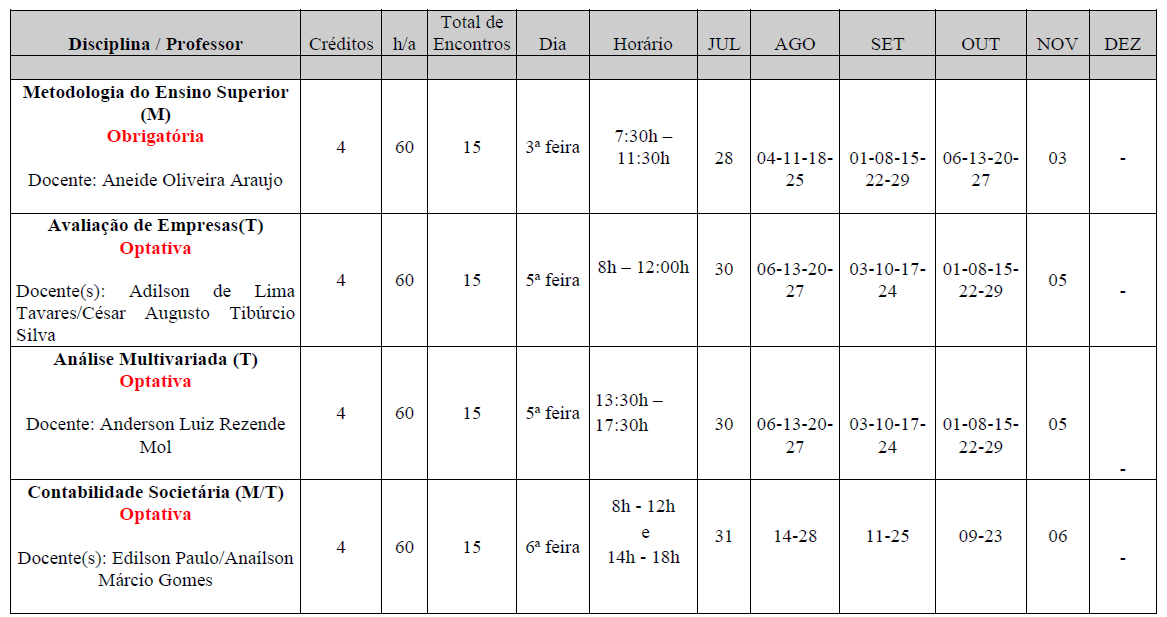 Disciplina / Professor
Créditos
h/a
Total de
Encontros
Dia
Horário
JUL
AGO
SET
OUT
NOV
DEZ
Metodologia do Ensino Superior
(M)
Obrigatória
Docente: Aneide Oliveira Araujo
4
60
15
3ª feira
7:30h –
11:30h
28
04-11-18-
25
01-08-15-
22-29
06-13-20-
27
03
-
Avaliação de Empresas(T)
Optativa
Docente(s): Adilson de Lima
Tavares/César Augusto Tibúrcio
Silva
4
60
15
5ª feira
8h – 12:00h
30
06-13-20-
27
03-10-17-
24
01-08-15-
22-29
05
-
Análise Multivariada (T)
Optativa
Docente: Anderson Luiz Rezende
Mol
4
60
15
5ª feira
13:30h –
17:30h
30
06-13-20-
27
03-10-17-
24
01-08-15-
22-29
05
-
Contabilidade Societária (M/T)
Optativa
Docente(s): Edilson Paulo/Anaílson
Márcio Gomes
4
60
15
6ª feira
8h - 12h
e
14h - 18h
31
14-28
11-25
09-23
06
-